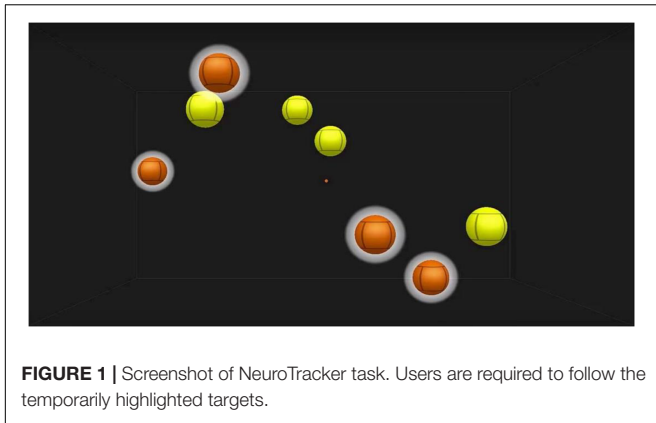 FIGURE 1 | Screenshot of NeuroTracker task. Users are required to follow the
temporarily highlighted targets.